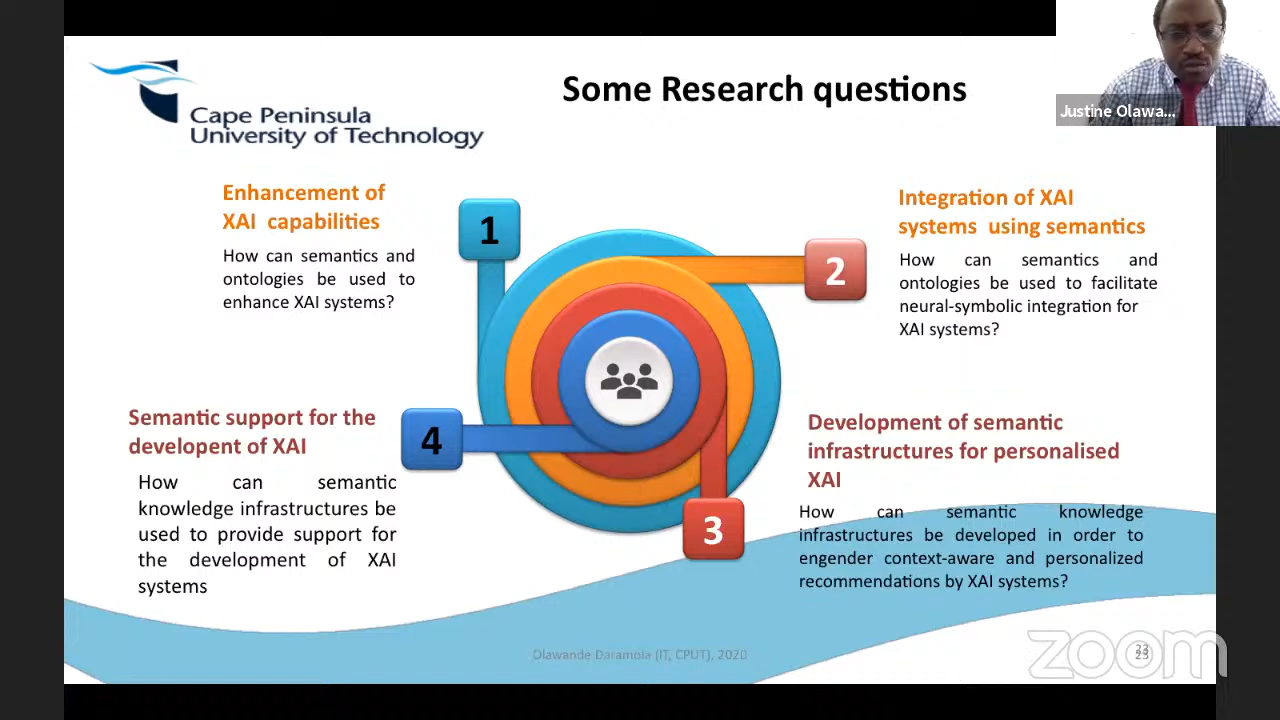 Cape Peninsula
University of Technology
Some Research questions
Justine Olawa...
Enhancement of
XAI capabilities
How can semantics and
ontologies be used to
enhance XAI systems?
1
Integration of XAI
systems using semantics
How can semantics and
ontologies be used to facilitate
neural-symbolic integration for
XAI systems?
2
Semantic support for the
developent of XAI
How can semantic
knowledge infrastructures be
used to provide support for
the development of XAI
systems
4
Development of semantic
infrastructures for personalised
XAI
How can semantic knowledge
infrastructures be developed in order to
engender context-aware and personalized
recommendations by XAI systems?
3
Olawande Daramola (IT, CPUT), 2020
zoom
23